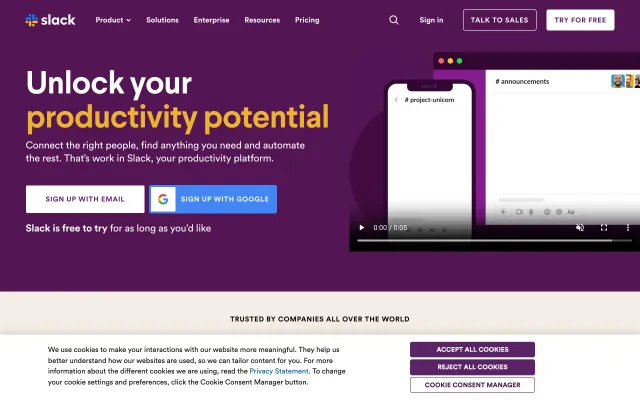 slack
Product
Solutions
Enterprise
Resources
Pricing
Sign in
TALK TO SALES
TRY FOR FREE
Unlock your
productivity potential
Connect the right people, find anything you need and automate
the rest. That's work in Slack, your productivity platform.
SIGN UP WITH EMAIL
G SIGN UP WITH GOOGLE
Slack is free to try for as long as you'd like
# project-unicorn
# announcements
Aa
Aa
0:00 / 0:05
TRUSTED BY COMPANIES ALL OVER THE WORLD
We use cookies to make your interactions with our website more meaningful. They help us
better understand how our websites are used, so we can tailor content for you. For more
information about the different cookies we are using, read the Privacy Statement. To change
your cookie settings and preferences, click the Cookie Consent Manager button.
ACCEPT ALL COOKIES
REJECT ALL COOKIES
COOKIE CONSENT MANAGER